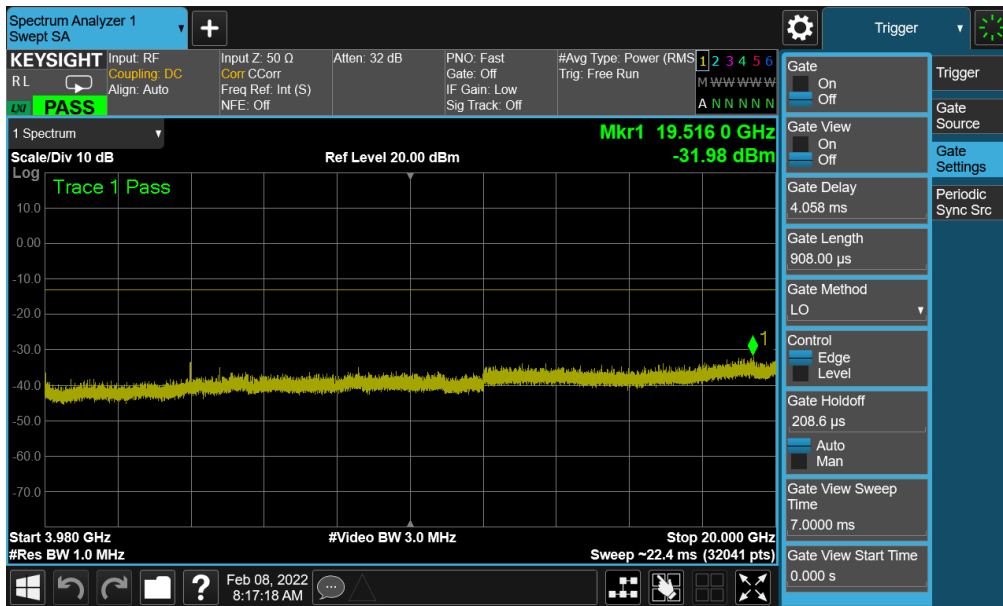 Spectrum Analyzer 1
Swept SA
Trigger
KEYSIGHT
R L
LXI
PASS
Input: RF
Coupling: DC
Align: Auto
Input Z: 50 Ω
Corr CCorr
Freq Ref: Int (S)
NFE: Off
Atten: 32 dB
PNO: Fast
Gate: Off
IF Gain: Low
Sig Track: Off
#Avg Type: Power (RMS
Trig: Free Run
1 2 3 4 5 6
M W W W W W
A N N N N N
1 Spectrum
Scale/Div 10 dB
Ref Level 20.00 dBm
Mkr1 19.516 0 GHz
-31.98 dBm
Log
Trace 1 Pass
10.0
0.00
-10.0
-20.0
-30.0
-40.0
-50.0
-60.0
-70.0
1
Start 3.980 GHz
#Res BW 1.0 MHz
#Video BW 3.0 MHz
Stop 20.000 GHz
Sweep ~22.4 ms (32041 pts)
Feb 08, 2022
8:17:18 AM
Gate
On
Off
Gate View
On
Off
Gate Delay
4.058 ms
Gate Length
908.00 µs
Gate Method
LO
Control
Edge
Level
Gate Holdoff
208.6 µs
Auto
Man
Gate View Sweep
Time
7.0000 ms
Gate View Start Time
0.000 s
Trigger
Gate
Source
Gate
Settings
Periodic
Sync Src